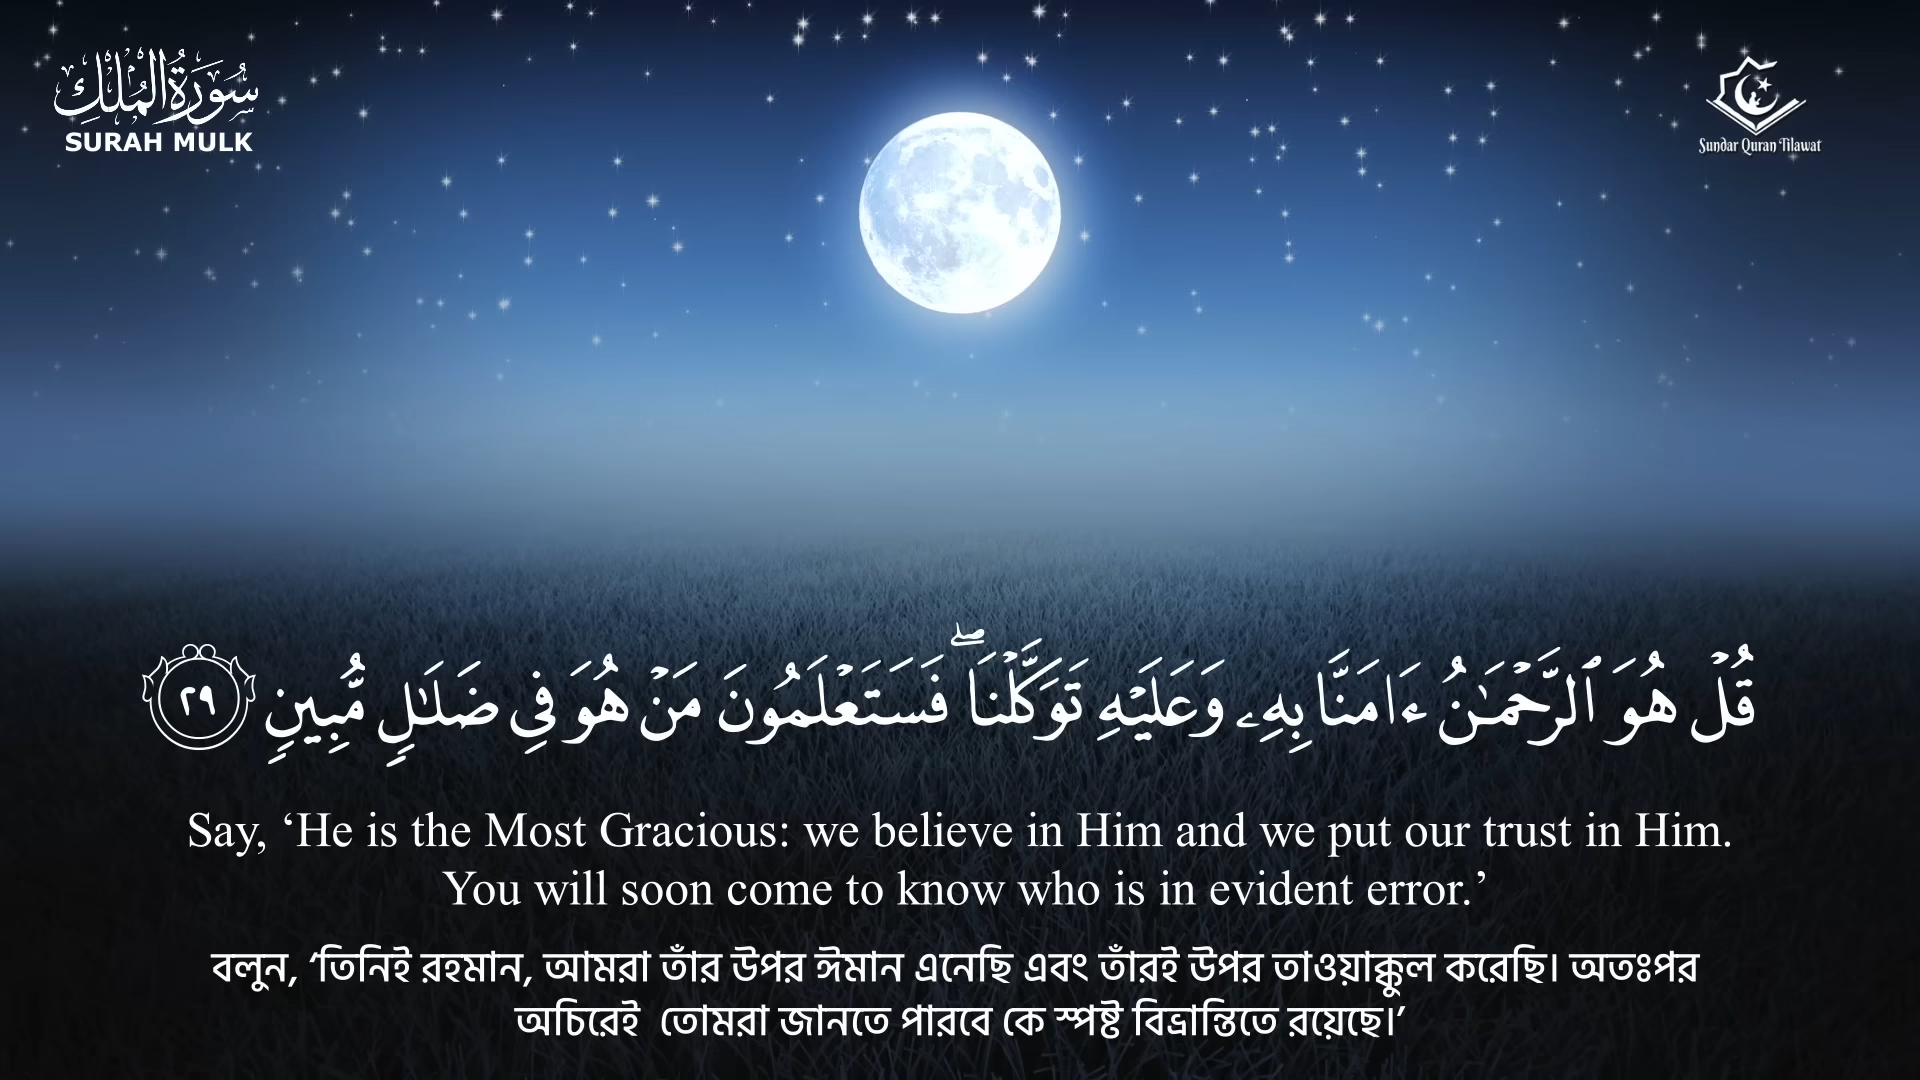 سُورَةُ الْمُلْكِ
SURAH MULK
Sundar Quran Tilawat
قُلۡ هُوَ ٱلرَّحۡمَـٰنُ ءَامَنَّا بِهِۦ وَعَلَيۡهِ تَوَكَّلۡنَاۖ فَسَتَعۡلَمُونَ مَنۡ هُوَ فِى ضَلَـٰلٍ مُّبِينٍ ٢٩
Say, ‘He is the Most Gracious: we believe in Him and we put our trust in Him.
You will soon come to know who is in evident error.’
বলুন, ‘তিনিই রহমান, আমরা তাঁর উপর ঈমান এনেছি এবং তাঁরই উপর তাওয়াক্কুল করেছি। অতঃপর
অচিরেই তোমরা জানতে পারবে কে স্পষ্ট বিভ্রান্তিতে রয়েছে।’